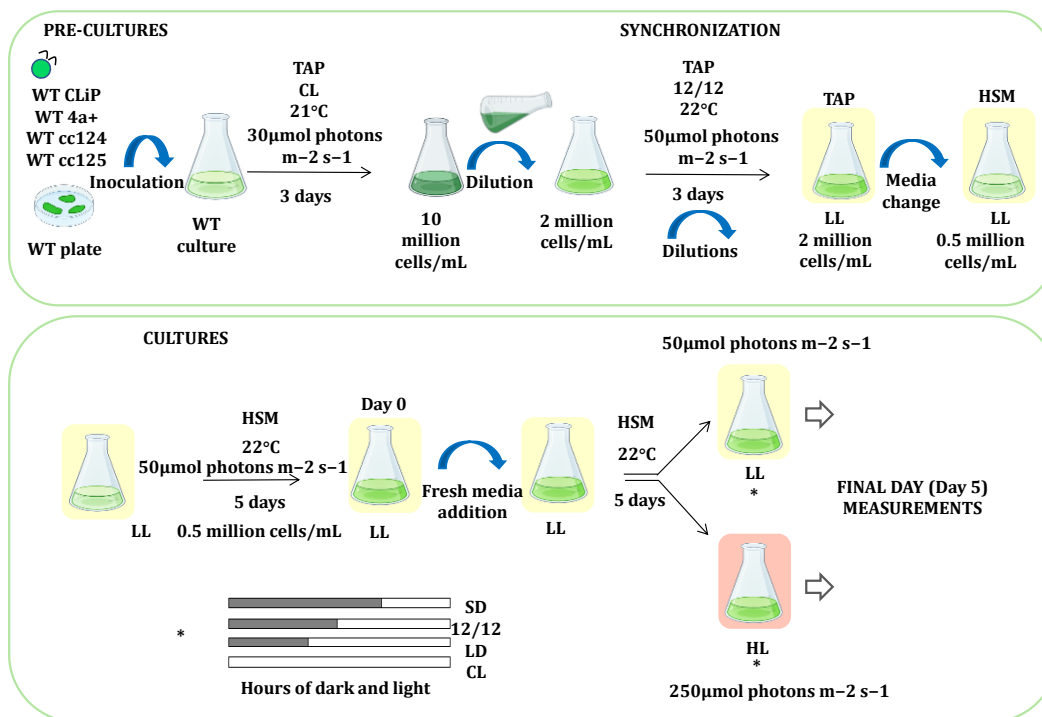 PRE-CULTURES
WT CLiP
WT 4a+
WT cc124
WT cc125
WT plate
Inoculation
WT
culture
TAP
CL
21°C
30μmol photons
m−2 s−1
3 days
10
million
cells/mL
Dilution
2 million
cells/mL
SYNCHRONIZATION
TAP
12/12
22°C
50μmol photons
m−2 s−1
3 days
Dilutions
TAP
LL
2 million
cells/mL
Media
change
HSM
LL
0.5 million
cells/mL
CULTURES
LL
HSM
22°C
50μmol photons m−2 s−1
5 days
0.5 million cells/mL
Day 0
LL
Fresh media
addition
LL
HSM
22°C
5 days
50μmol photons m−2 s−1
LL
*
HL
*
250μmol photons m−2 s−1
FINAL DAY (Day 5)
MEASUREMENTS
*
SD
12/12
LD
CL
Hours of dark and light